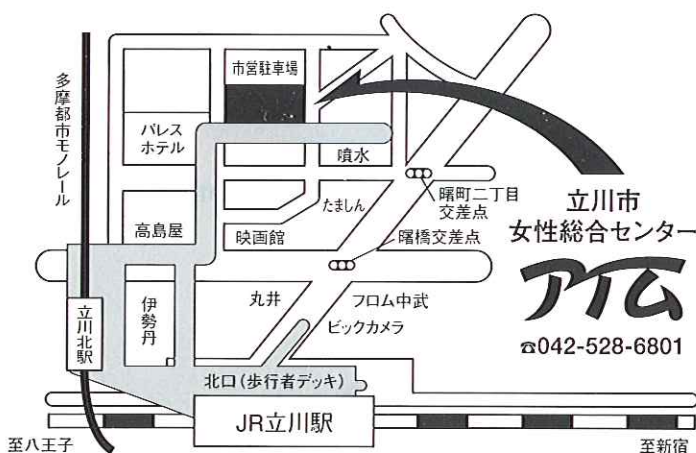 多摩都市モノレール
市営駐車場
パレス
ホテル
噴水
曙町二丁目
交差点
立川市
女性総合センター
アイム
☎042-528-6801
たましん
高島屋
映画館
曙橋交差点
立川北駅
伊勢丹
丸井
フロム中武
ビックカメラ
北口(歩行者デッキ)
JR立川駅
至八王子
至新宿